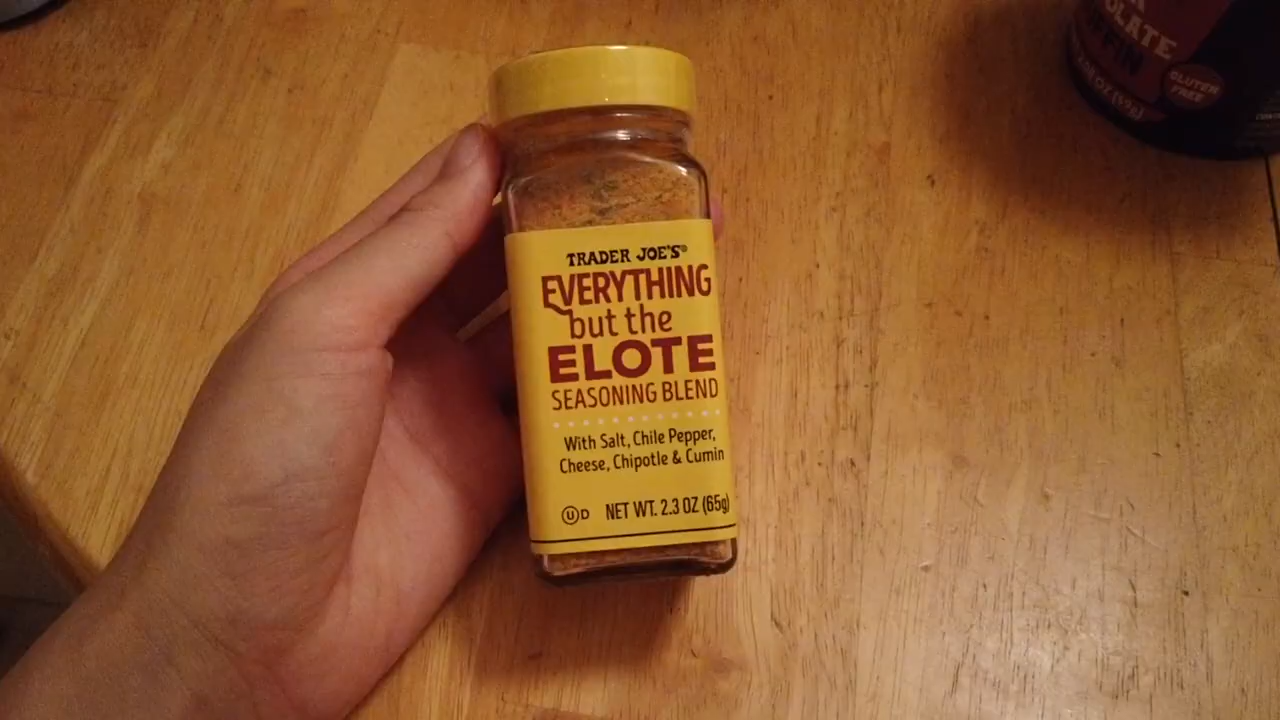 TRADER JOE'S®
EVERYTHING
but the
ELOTE
SEASONING BLEND
With Salt, Chile Pepper,
Cheese, Chipotle & Cumin
ⓊD NET WT. 2.3 OZ (65g)
GLUTEN
FREE